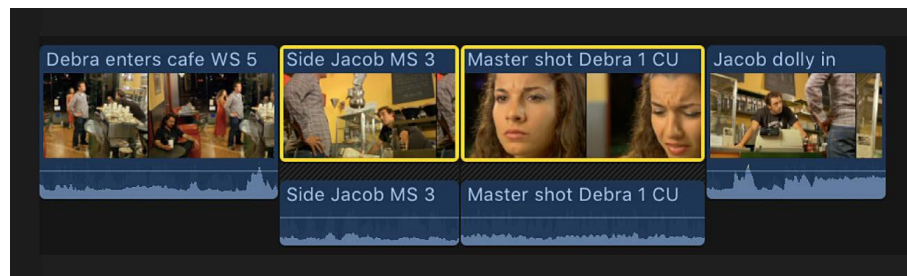 Debra enters cafe WS 5
Side Jacob MS 3
Master shot Debra 1 CU
Jacob dolly in
Side Jacob MS 3
Master shot Debra 1 CU